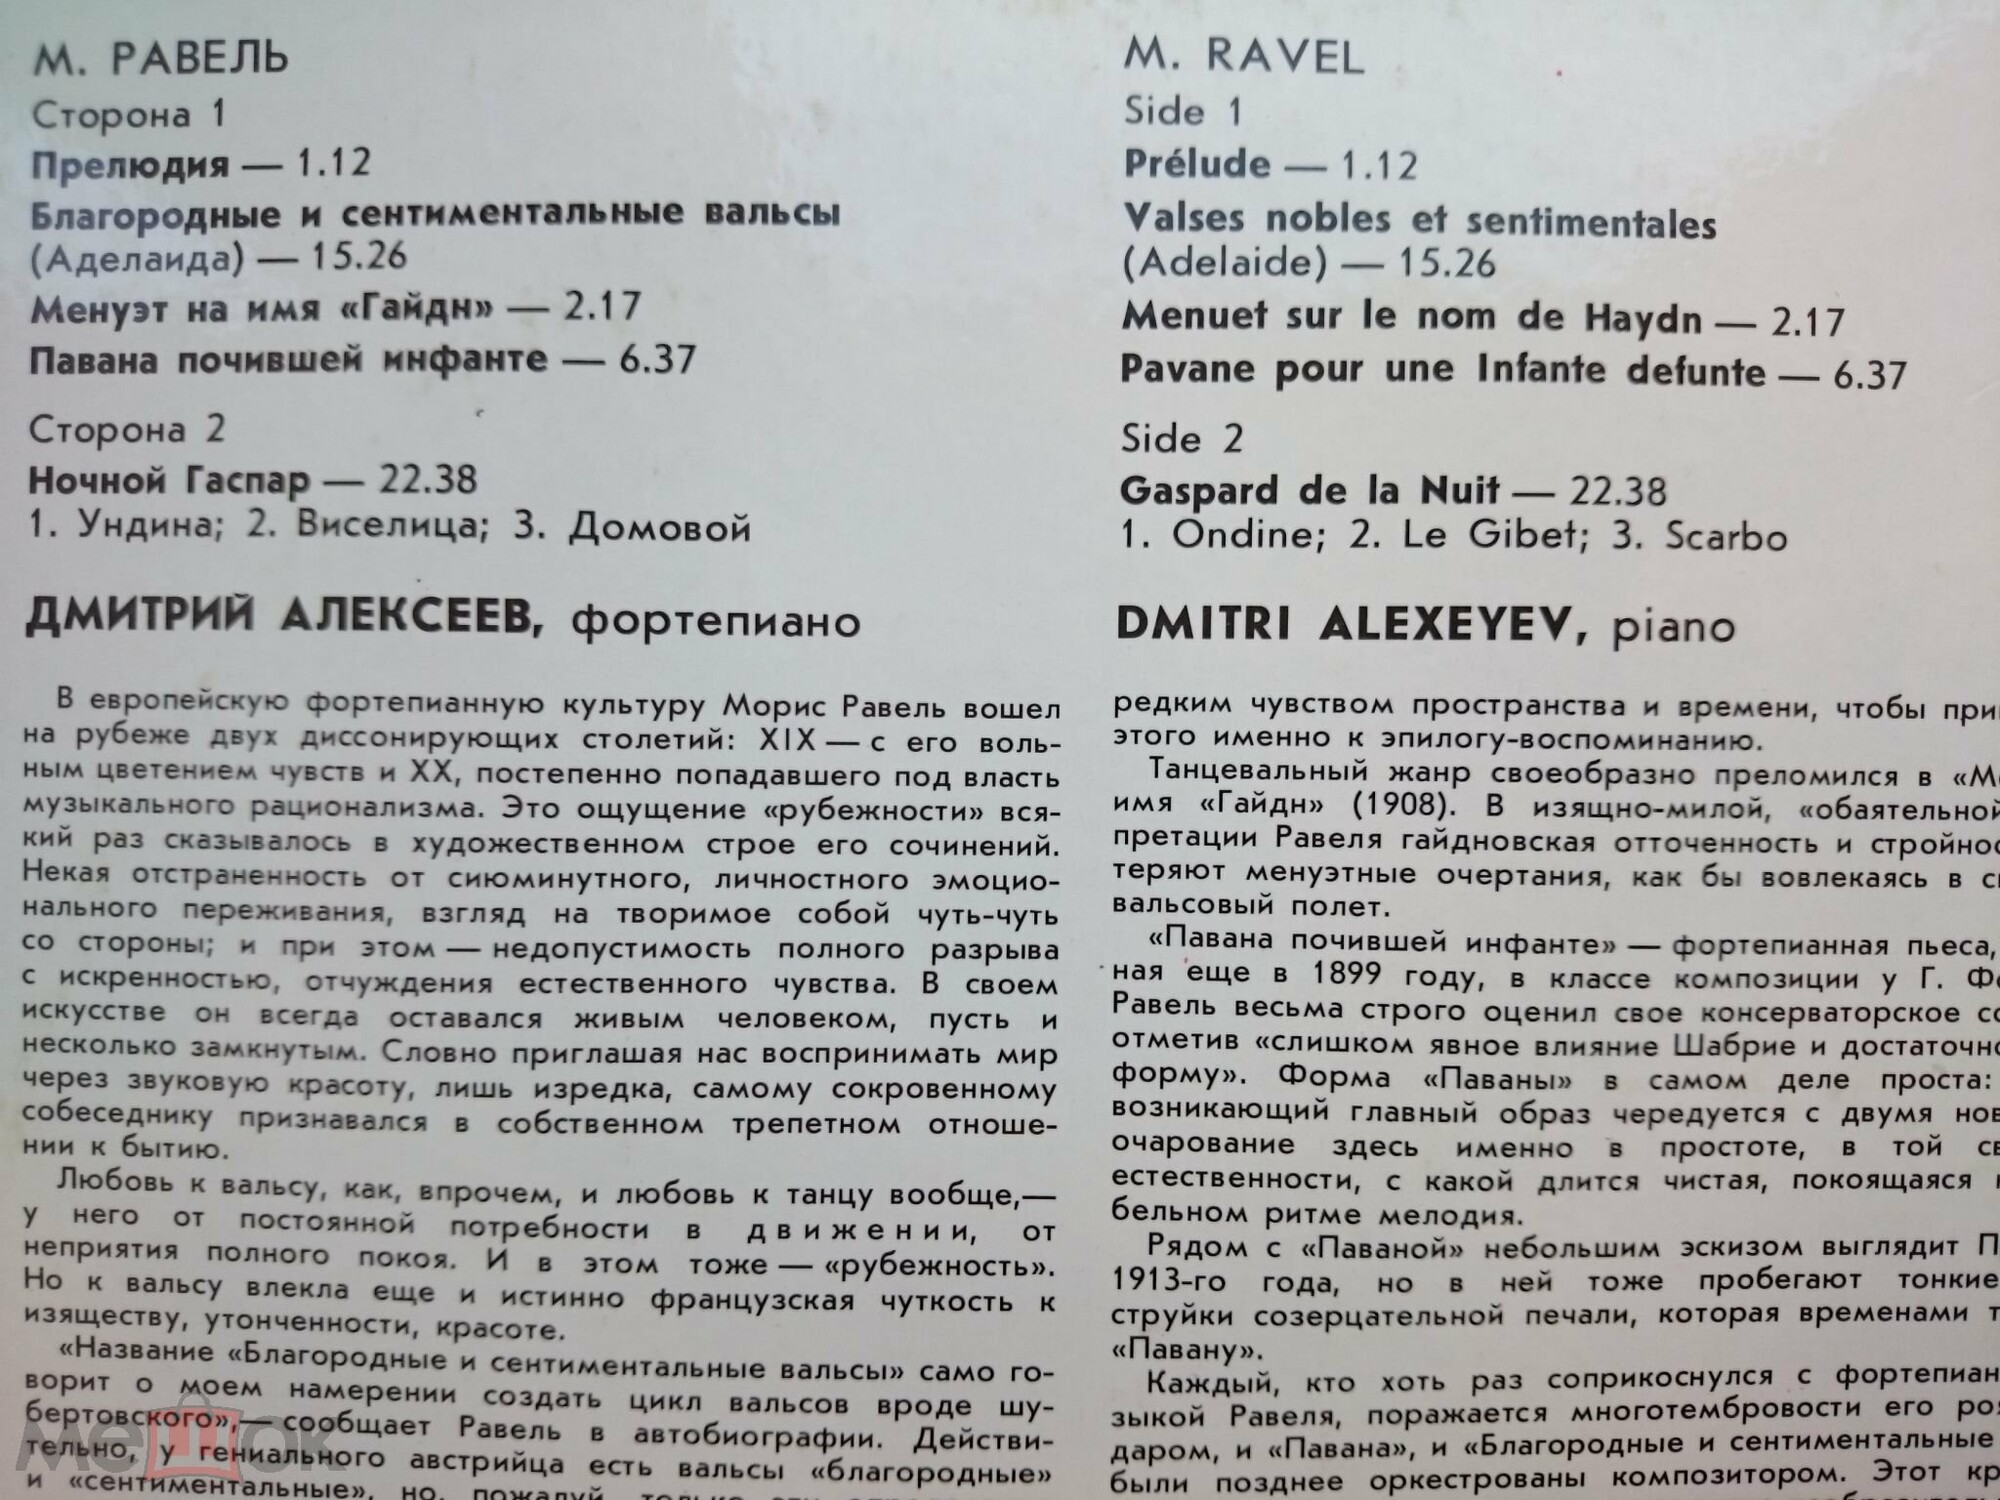 М. РАВЕЛЬ
Сторона 1
Прелюдия — 1.12
Благородные и сентиментальные вальсы
(Аделаида) — 15.26
Менуэт на имя «Гайдн» — 2.17
Павана почившей инфанте — 6.37
Сторона 2
Ночной Гаспар — 22.38
1. Ундина; 2. Виселица; 3. Домовой
ДМИТРИЙ АЛЕКСЕЕВ, фортепиано
В европейскую фортепианную культуру Морис Равель вошел
на рубеже двух диссонирующих столетий: XIX — с его воль-
ным цветением чувств и XX, постепенно попадавшего под власть
музыкального рационализма. Это ощущение «рубежности» вся-
кий раз сказывалось в художественном строе его сочинений.
Некая отстраненность от сиюминутного, личностного эмоцио-
нального переживания, взгляд на творимое собой чуть-чуть
со стороны; и при этом — недопустимость полного разрыва
с искренностью, отчуждения естественного чувства. В своем
искусстве он всегда оставался живым человеком, пусть и
несколько замкнутым. Словно приглашая нас воспринимать мир
через звуковую красоту, лишь изредка, самому сокровенному
собеседнику признавался в собственном трепетном отноше-
нии к бытию.
Любовь к вальсу, как, впрочем, и любовь к танцу вообще,—
у него от постоянной потребности в движении, от
неприятия полного покоя. И в этом тоже — «рубежность».
Но к вальсу влекла еще и истинно французская чуткость к
изяществу, утонченности, красоте.
«Название «Благородные и сентиментальные вальсы» само го-
ворит о моем намерении создать цикл вальсов вроде шу-
бертовского»,— сообщает Равель в автобиографии. Действи-
тельно, у гениального австрийца есть вальсы «благородные»
и «сентиментальные», но, пожалуй, только
M. RAVEL
Side 1
Prélude — 1.12
Valses nobles et sentimentales
(Adelaide) — 15.26
Menuet sur le nom de Haydn — 2.17
Pavane pour une Infante defunte — 6.37
Side 2
Gaspard de la Nuit — 22.38
1. Ondine; 2. Le Gibet; 3. Scarbo
DMITRI ALEXEYEV, piano
редким чувством пространства и времени, чтобы при
этого именно к эпилогу-воспоминанию.
Танцевальный жанр своеобразно преломился в «М
имя «Гайдн» (1908). В изящно-милой, «обаятельной
претации Равеля гайдновская отточенность и стройнос
теряют менуэтные очертания, как бы вовлекаясь в с
вальсовый полет.
«Павана почившей инфанте» — фортепианная пьеса,
ная еще в 1899 году, в классе композиции у Г. Ф
Равель весьма строго оценил свое консерваторское со
отметив «слишком явное влияние Шабрие и достаточно
форму». Форма «Паваны» в самом деле проста:
возникающий главный образ чередуется с двумя нов
очарование здесь именно в простоте, в той св
естественности, с какой длится чистая, покоящаяся
бельном ритме мелодия.
Рядом с «Паваной» небольшим эскизом выглядит П
1913-го года, но в ней тоже пробегают тонкие
струйки созерцательной печали, которая временами т
«Павану».
Каждый, кто хоть раз соприкоснулся с фортепиан
зыкой Равеля, поражается многотембровости его роя
даром, и «Павана», и «Благородные и сентиментальные
были позднее оркестрованы композитором. Этот кр
мешок